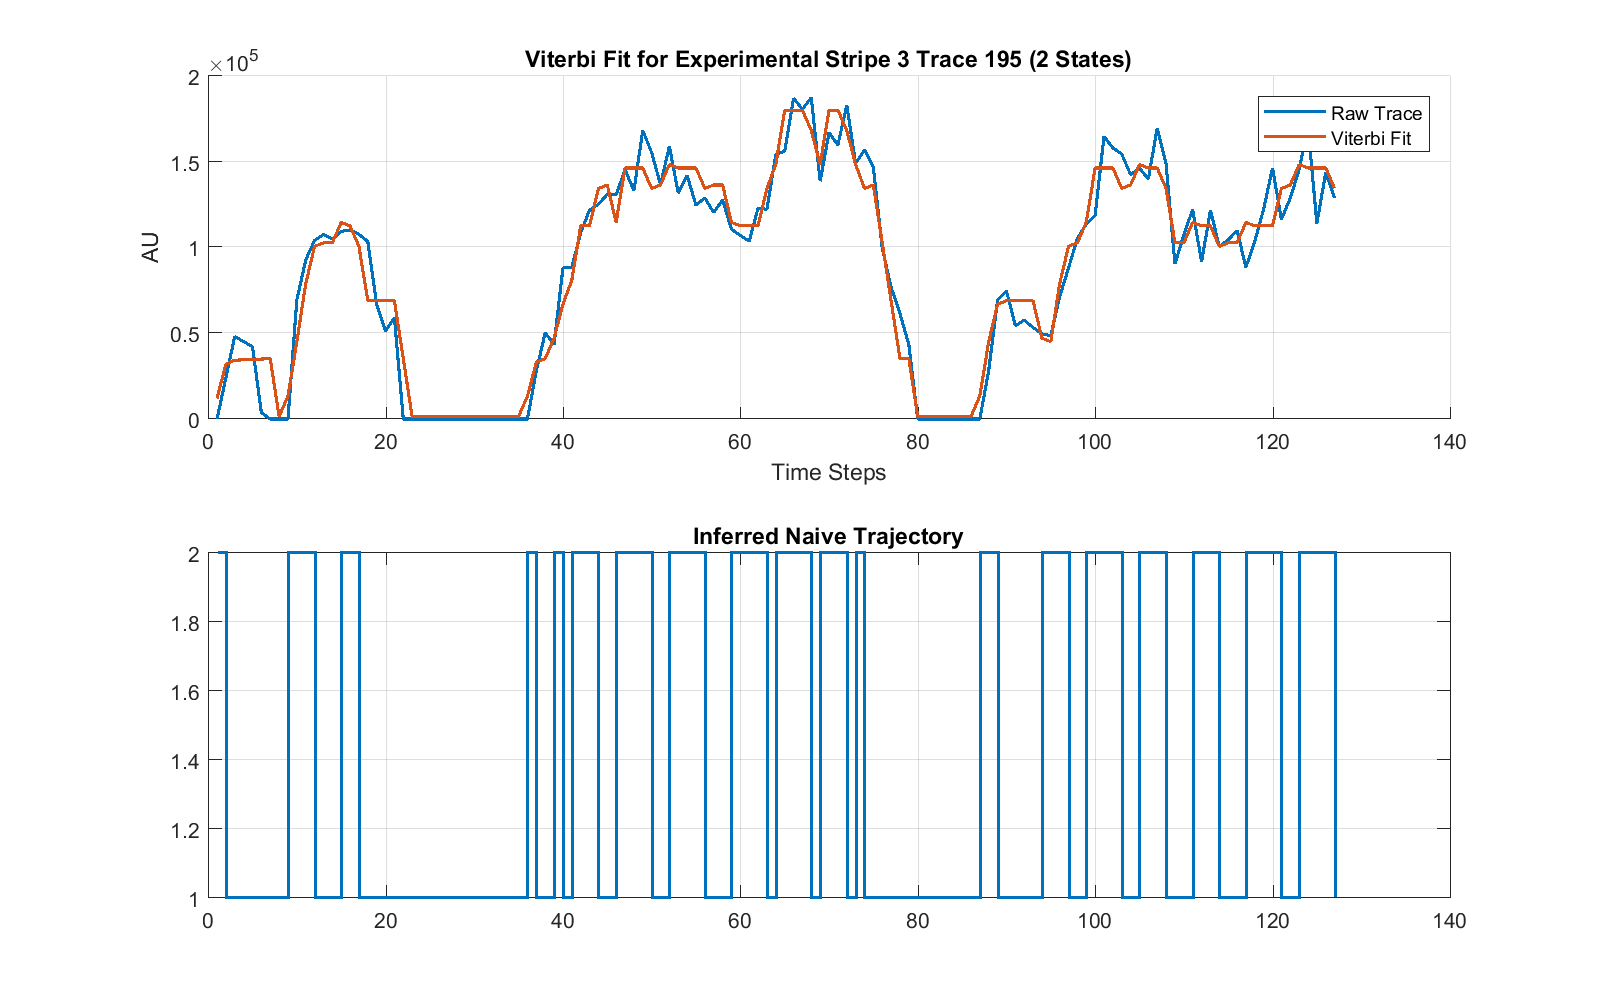 Viterbi Fit for Experimental Stripe 3 Trace 195 (2 States)
×10^5
2
1.5
1
0.5
0
AU
Raw Trace
Viterbi Fit
0 20 40 60 80 100 120 140
Time Steps
Inferred Naive Trajectory
2
1.8
1.6
1.4
1.2
1
0 20 40 60 80 100 120 140